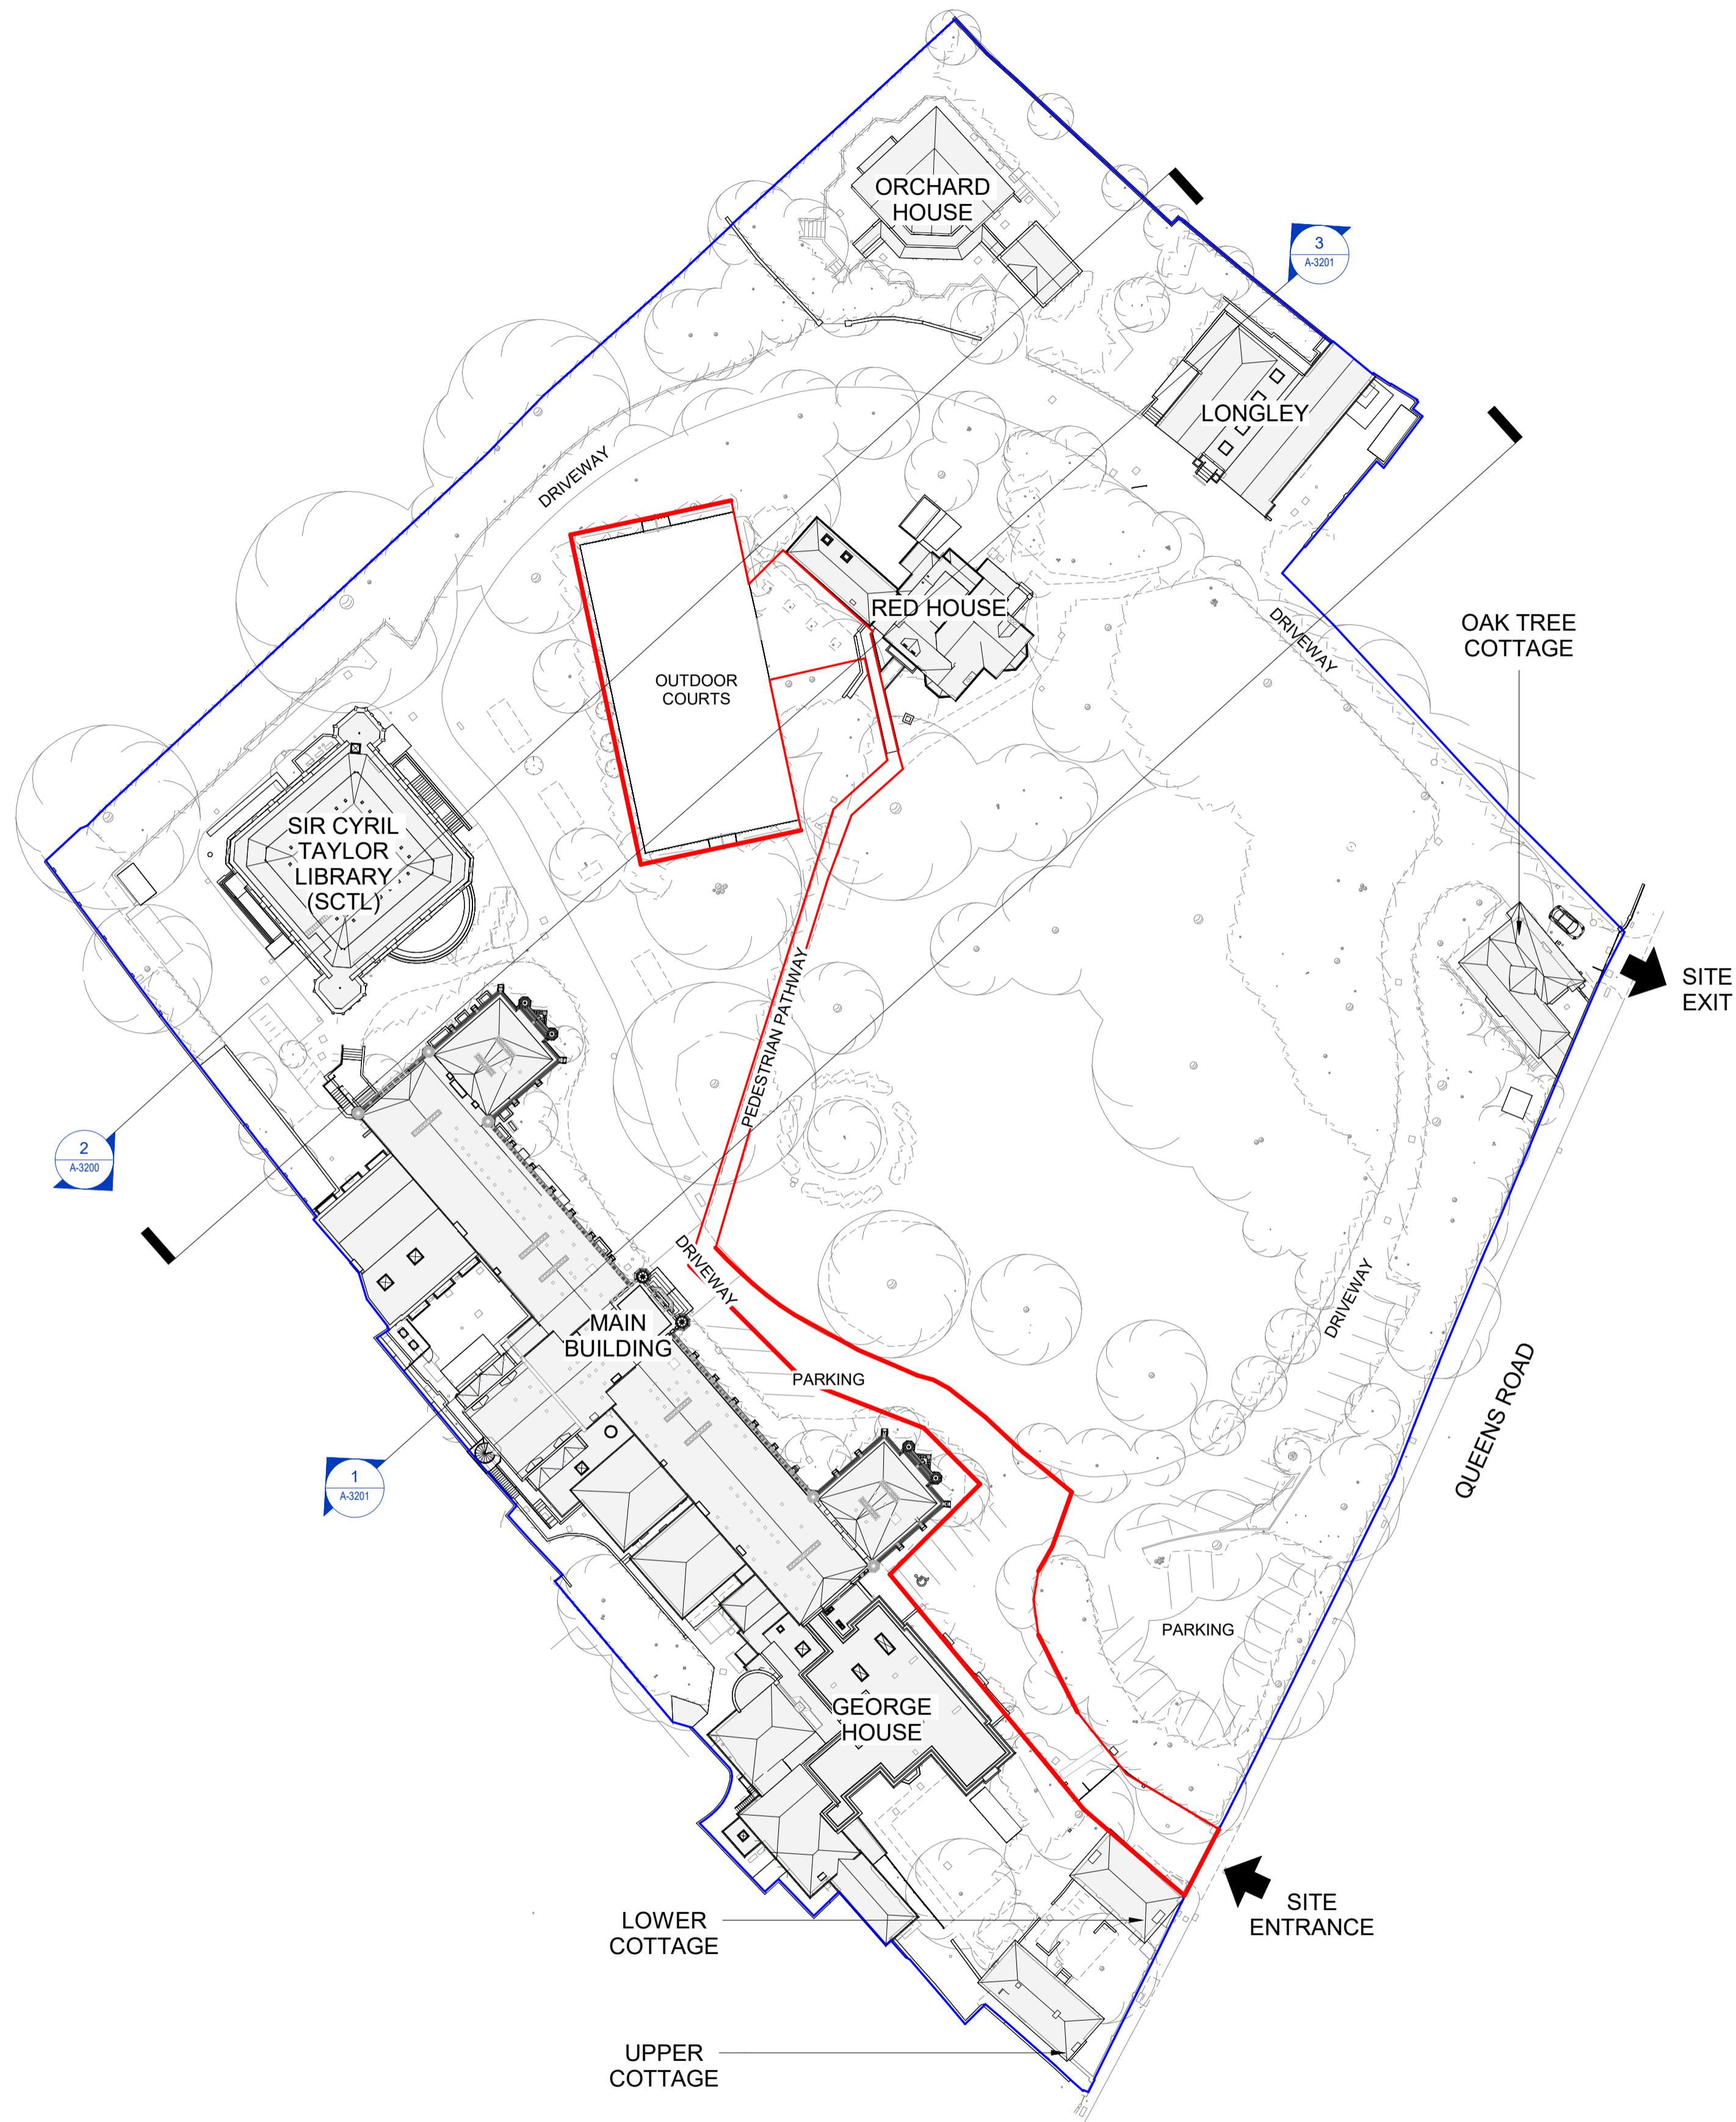 ORCHARD
HOUSE
3
A-3201
LONGLEY
DRIVEWAY
RED HOUSE
DRIVEWAY
OAK TREE
COTTAGE
OUTDOOR
COURTS
SIR CYRIL
TAYLOR
LIBRARY
(SCTL)
SITE
EXIT
PEDESTRIAN PATHWAY
2
A-3200
DRIVEWAY
DRIVEWAY
MAIN
BUILDING
PARKING
QUEENS ROAD
1
A-3201
PARKING
GEORGE
HOUSE
SITE
ENTRANCE
LOWER
COTTAGE
UPPER
COTTAGE